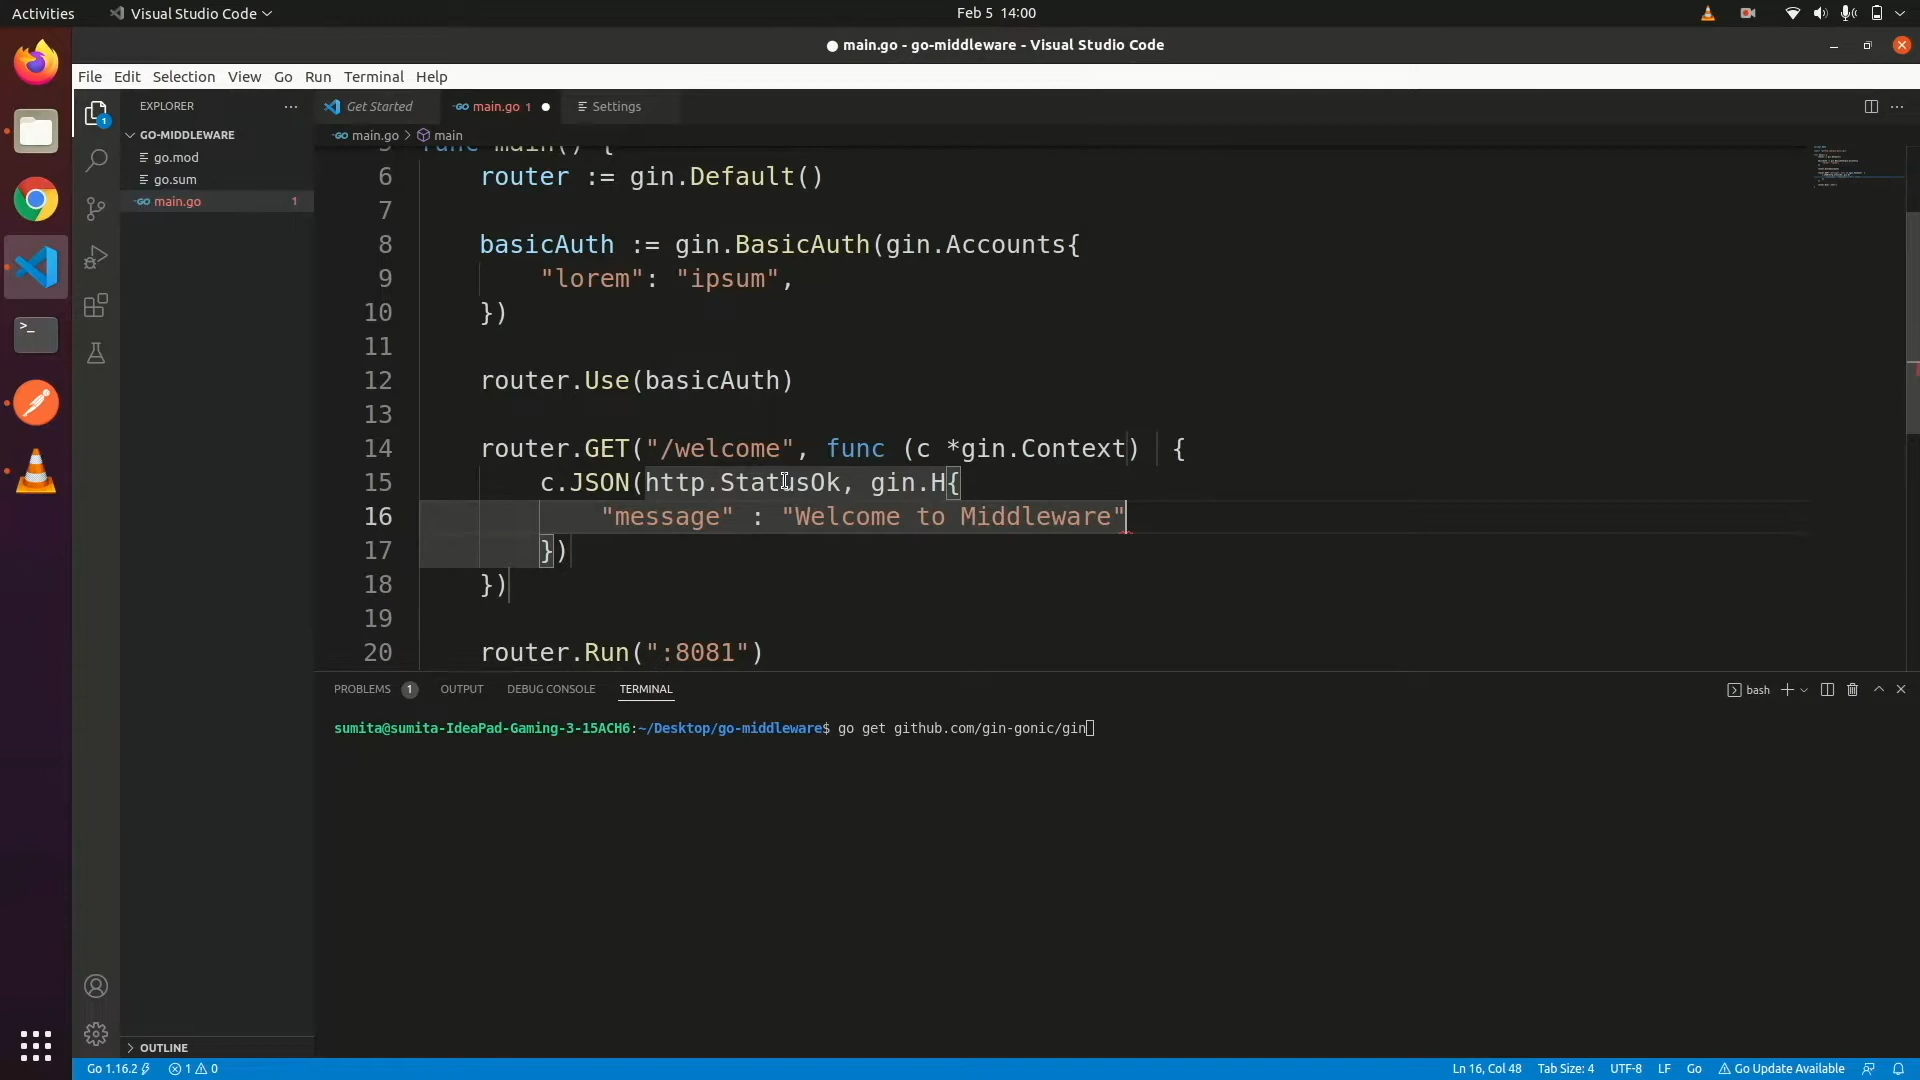 Activities
Visual Studio Code
Feb 5 14:00
● main.go - go-middleware - Visual Studio Code
File Edit Selection View Go Run Terminal Help
EXPLORER
Get Started
main.go 1
Settings
main.go > main
GO-MIDDLEWARE
go.mod
go.sum
main.go 1
5 func main() {
6 router := gin.Default()
7
8 basicAuth := gin.BasicAuth(gin.Accounts{
9 "lorem": "ipsum",
10 })
11
12 router.Use(basicAuth)
13
14 router.GET("/welcome", func (c *gin.Context) {
15 c.JSON(http.StatusOk, gin.H{
16 "message" : "Welcome to Middleware"
17 })
18 })
19
20 router.Run(":8081")
PROBLEMS 1 OUTPUT DEBUG CONSOLE TERMINAL
bash
sumita@sumita-IdeaPad-Gaming-3-15ACH6:~/Desktop/go-middleware$ go get github.com/gin-gonic/gin
OUTLINE
Go 1.16.2
1 0
Ln 16, Col 48 Tab Size: 4 UTF-8 LF Go Go Update Available